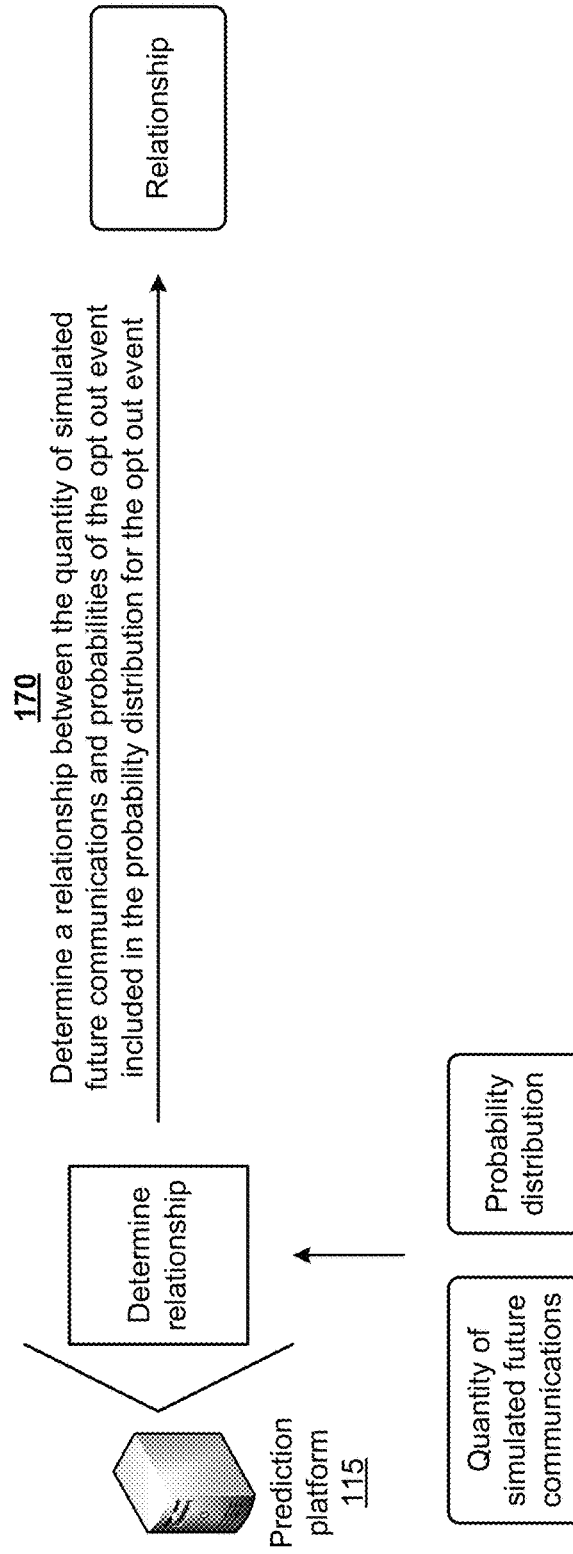 170
Determine a relationship between the quantity of simulated
future communications and probabilities of the opt out event
included in the probability distribution for the opt out event
Relationship
Determine
relationship
Prediction
platform
115
Quantity of
simulated future
communications
Probability
distribution